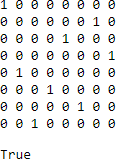 1 0 0 0 0 0 0 0
0 0 0 0 0 0 1 0
0 0 0 0 1 0 0 0
0 0 0 0 0 0 0 1
0 1 0 0 0 0 0 0
0 0 0 1 0 0 0 0
0 0 0 0 0 1 0 0
0 0 1 0 0 0 0 0
True